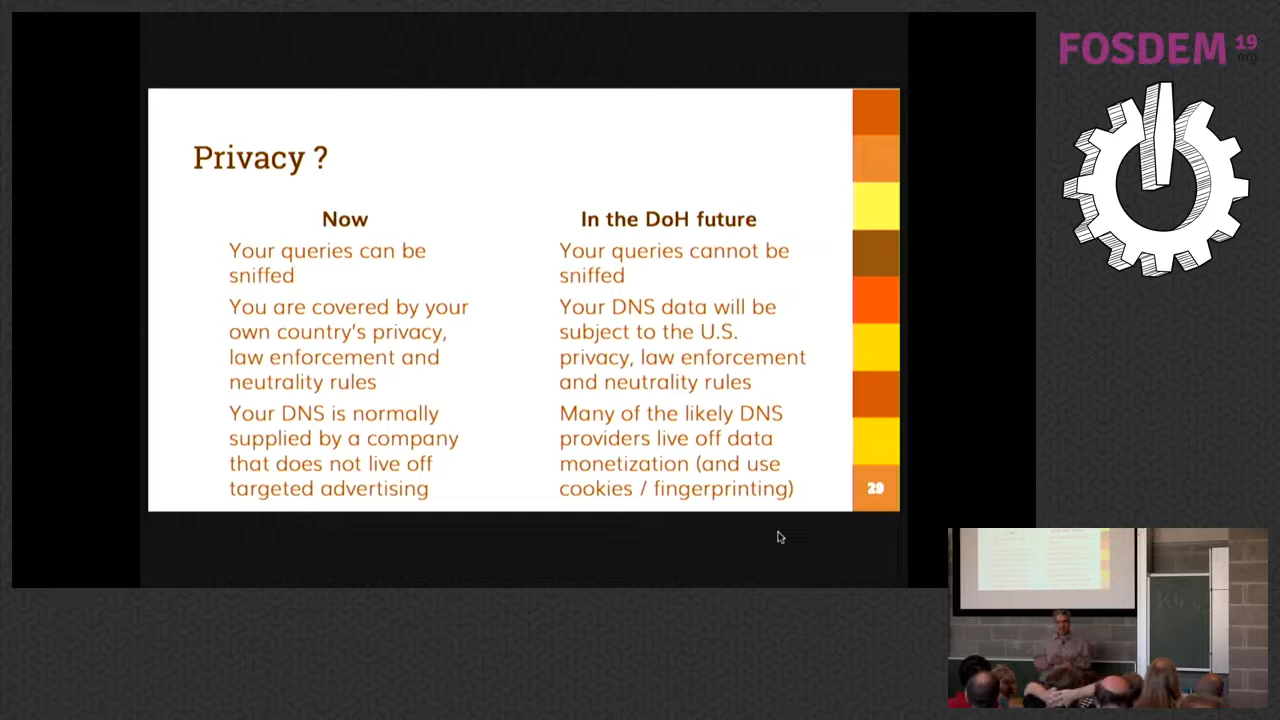 FOSDEM 19
.org
Privacy ?
Now
Your queries can be
sniffed
You are covered by your
own country's privacy,
law enforcement and
neutrality rules
Your DNS is normally
supplied by a company
that does not live off
targeted advertising
In the DoH future
Your queries cannot be
sniffed
Your DNS data will be
subject to the U.S.
privacy, law enforcement
and neutrality rules
Many of the likely DNS
providers live off data
monetization (and use
cookies / fingerprinting)
29